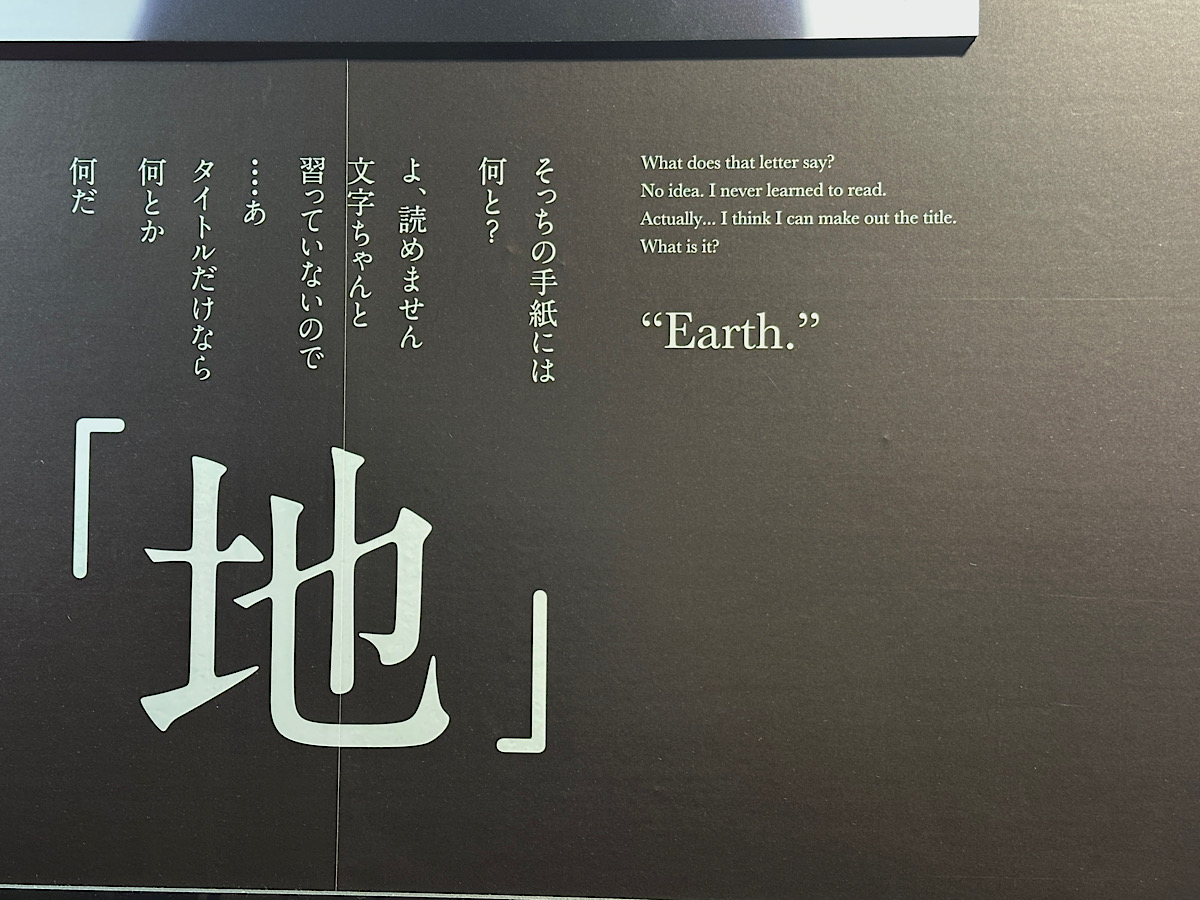 そっちの手紙には
何と?
よ、読めません
文字ちゃんと
習っていないので
……あ
タイトルだけなら
何とか
何だ
「地」
What does that letter say?
No idea. I never learned to read.
Actually... I think I can make out the title.
What is it?
“Earth.”